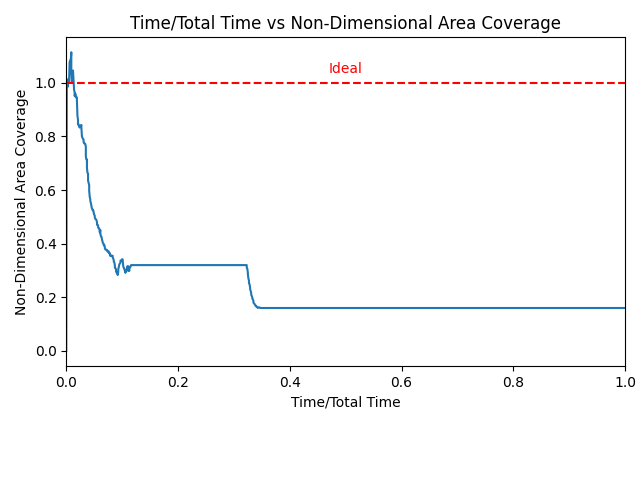 Time/Total Time vs Non-Dimensional Area Coverage
Ideal
Non-Dimensional Area Coverage
1.0
0.8
0.6
0.4
0.2
0.0
0.0 0.2 0.4 0.6 0.8 1.0
Time/Total Time